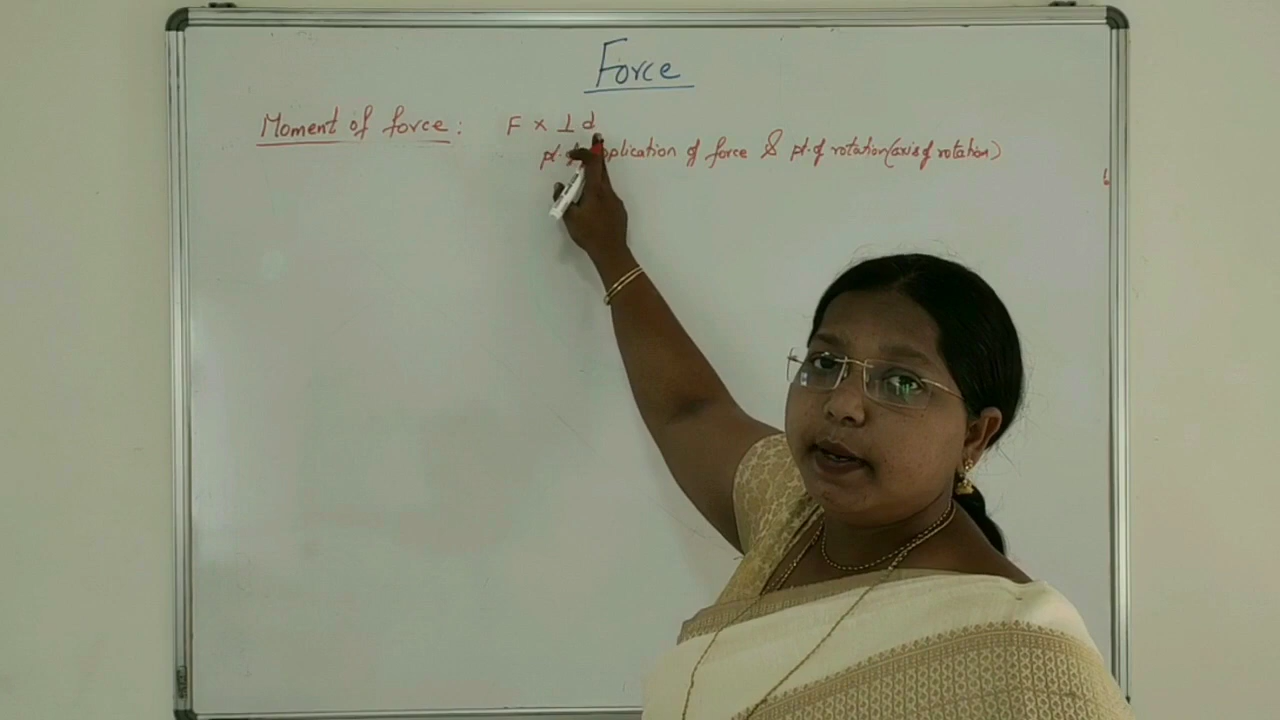 Force
Moment of force : F × ⊥ d
pt. of application of force & pt. of rotation (axis of rotation)